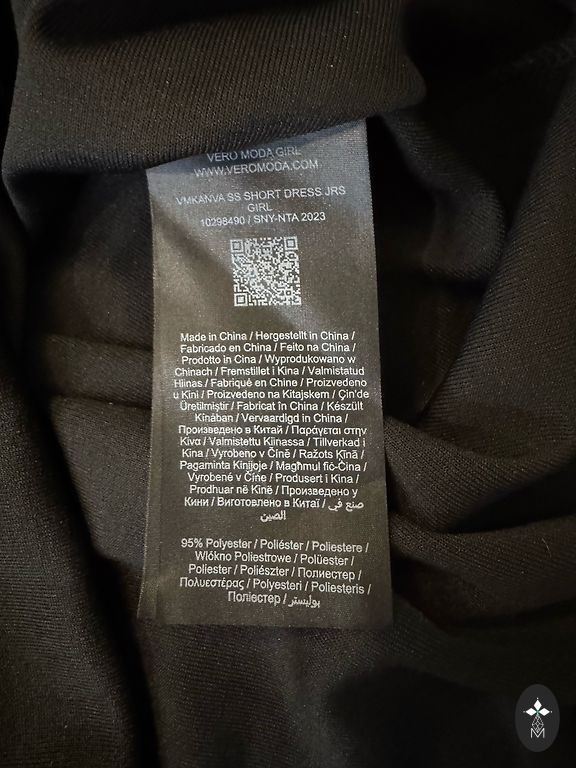 VERO MODA GIRL
WWW.VEROMODA.COM
VMKANVA SS SHORT DRESS JRS
GIRL
10298490 / SNY-NTA 2023
Made in China / Hergestellt in China /
Fabricado en China / Feito na China /
Prodotto in Cina / Wyprodukowano w
Chinach / Fremstillet i Kina / Valmistatud
Hiinas / Fabriqué en Chine / Proizvedeno
u Kini / Proizvedeno na Kitajskem / Çin'de
Üretilmiştir / Fabricat în China / Készült
Kínában / Vervaardigd in China /
Произведено в Китай / Παράγεται στην
Κίνα / Valmistettu Kiinassa / Tillverkad i
Kina / Vyrobeno v Číně / Ražots Ķīnā /
Pagaminta Kinijoje / Magħmul fiċ-Ċina /
Vyrobené v Číne / Produsert i Kina /
Prodhuar në Kinë / Произведено у
Кини / Виготовлено в Китаї / صنع في
الصين
95% Polyester / Poliéster / Poliestere /
Włókno Poliestrowe / Polüester /
Poliester / Poliészter / Полиестер /
Πολυεστέρας / Polyesteri / Poliesteris /
Поліестер / بوليستر